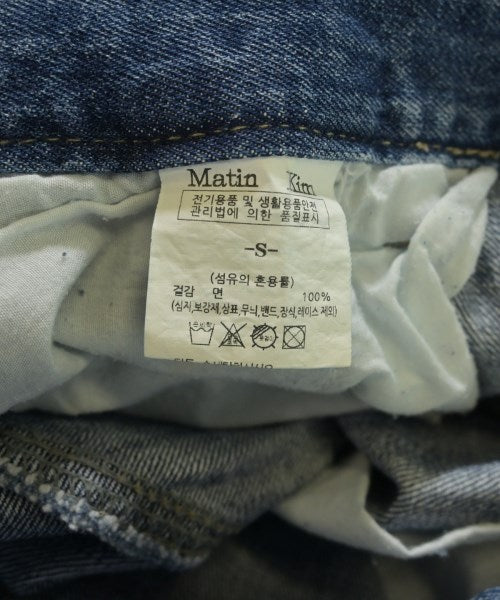 Matin Kim
전기용품 및 생활용품안전
관리법에 의한 품질표시
-S-
(섬유의 혼용률)
겉감 면 100%
(심지,보강재,상표,무늬,밴드,장식,레이스 제외)